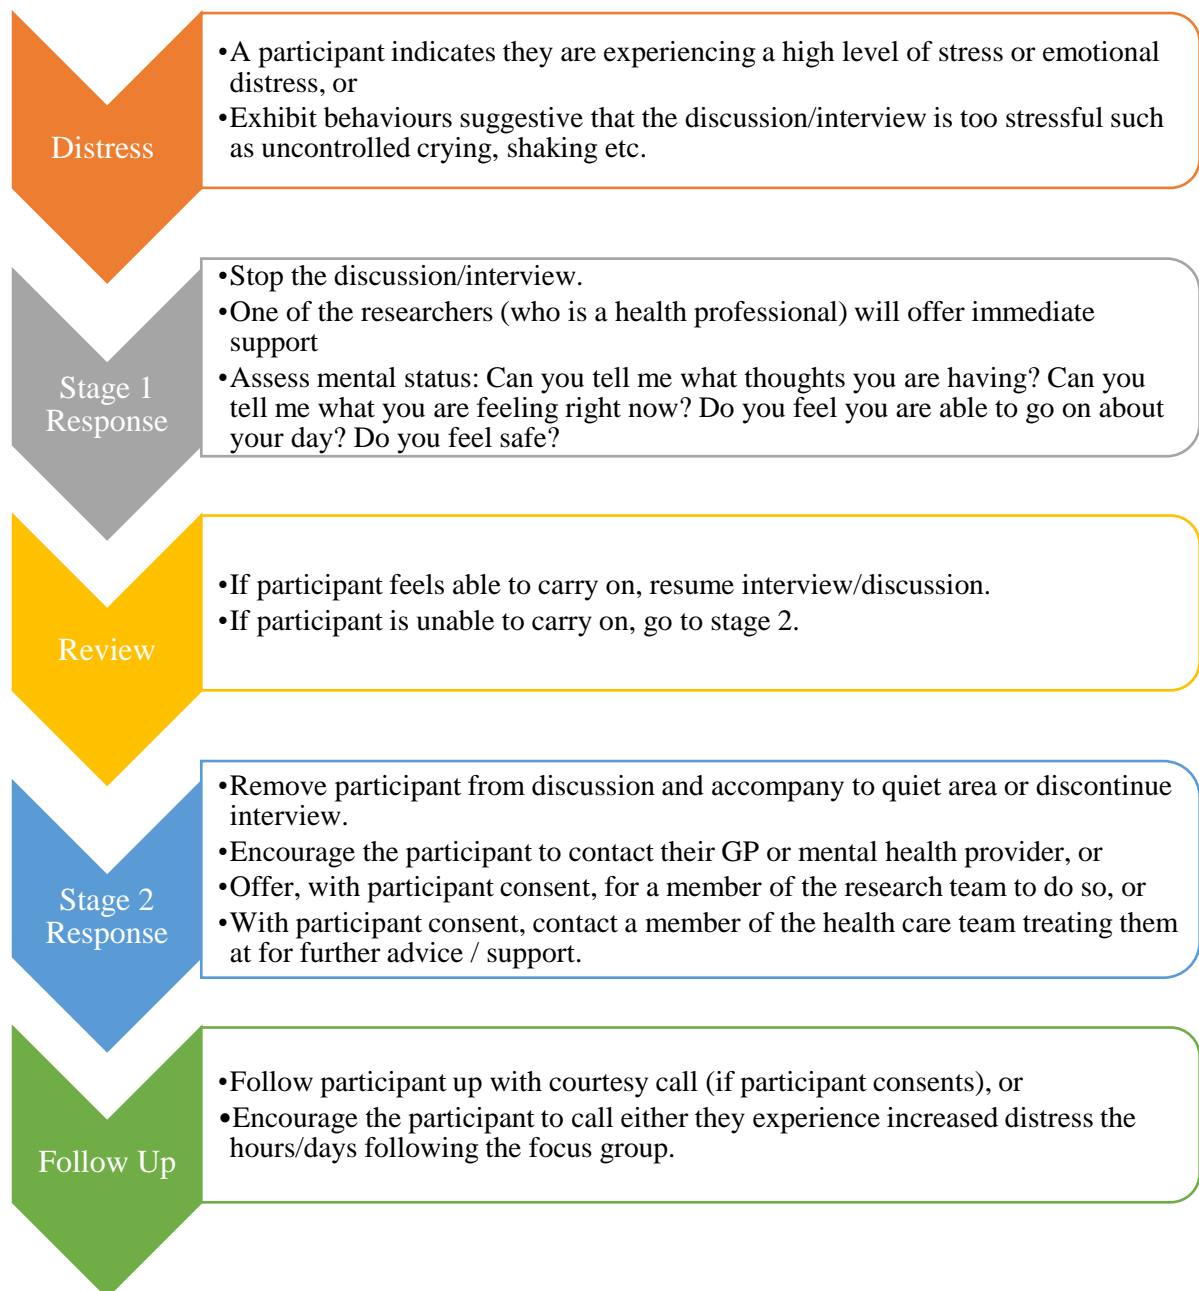 Distress
•A participant indicates they are experiencing a high level of stress or emotional
distress, or
•Exhibit behaviours suggestive that the discussion/interview is too stressful such
as uncontrolled crying, shaking etc.
Stage 1
Response
•Stop the discussion/interview.
•One of the researchers (who is a health professional) will offer immediate
support
•Assess mental status: Can you tell me what thoughts you are having? Can you
tell me what you are feeling right now? Do you feel you are able to go on about
your day? Do you feel safe?
Review
•If participant feels able to carry on, resume interview/discussion.
•If participant is unable to carry on, go to stage 2.
Stage 2
Response
•Remove participant from discussion and accompany to quiet area or discontinue
interview.
•Encourage the participant to contact their GP or mental health provider, or
•Offer, with participant consent, for a member of the research team to do so, or
•With participant consent, contact a member of the health care team treating them
at for further advice / support.
Follow Up
•Follow participant up with courtesy call (if participant consents), or
•Encourage the participant to call either they experience increased distress the
hours/days following the focus group.